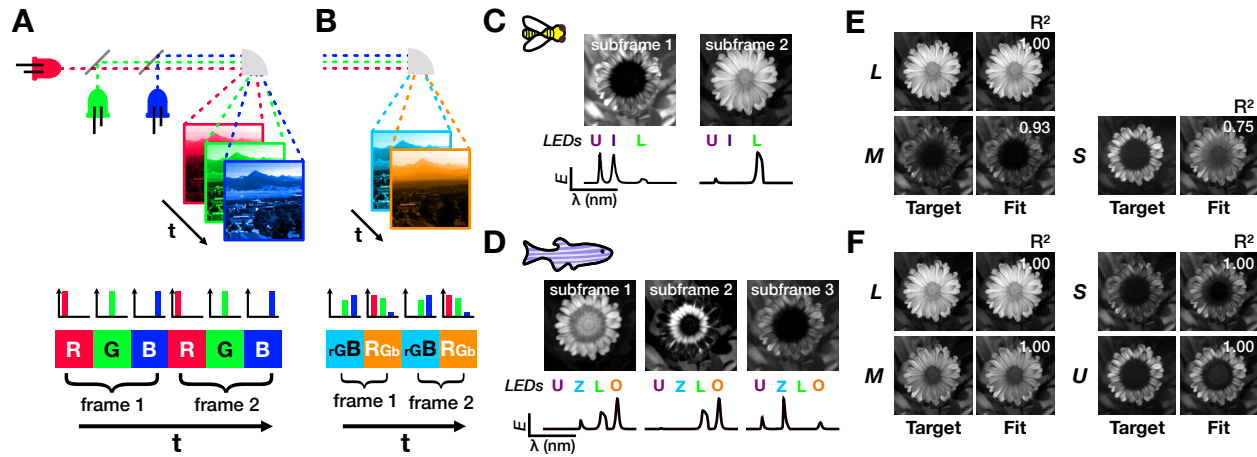 A
t
R G B R G B
frame 1
frame 2
t
B
t
rGB RGb rGB RGb
frame 1
frame 2
t
C
subframe 1
subframe 2
LEDs U I L
U I L
E
λ (nm)
D
subframe 1
subframe 2
subframe 3
LEDs U Z L O
U Z L O
U Z L O
E
λ (nm)
E
R²
L
1.00
R²
M
0.93
S
0.75
Target Fit
Target Fit
F
R²
R²
L
1.00
S
1.00
M
1.00
U
1.00
Target Fit
Target Fit